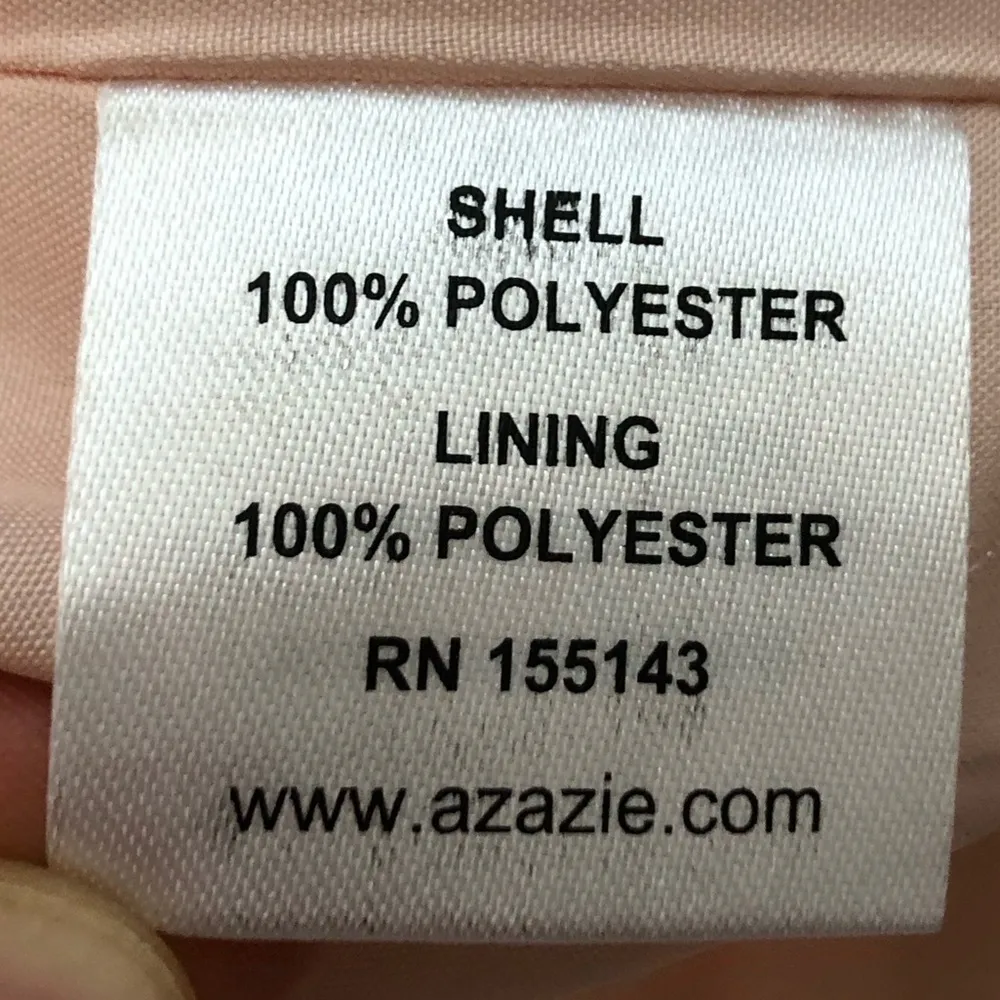 SHELL
100% POLYESTER
LINING
100% POLYESTER
RN 155143
www.azazie.com